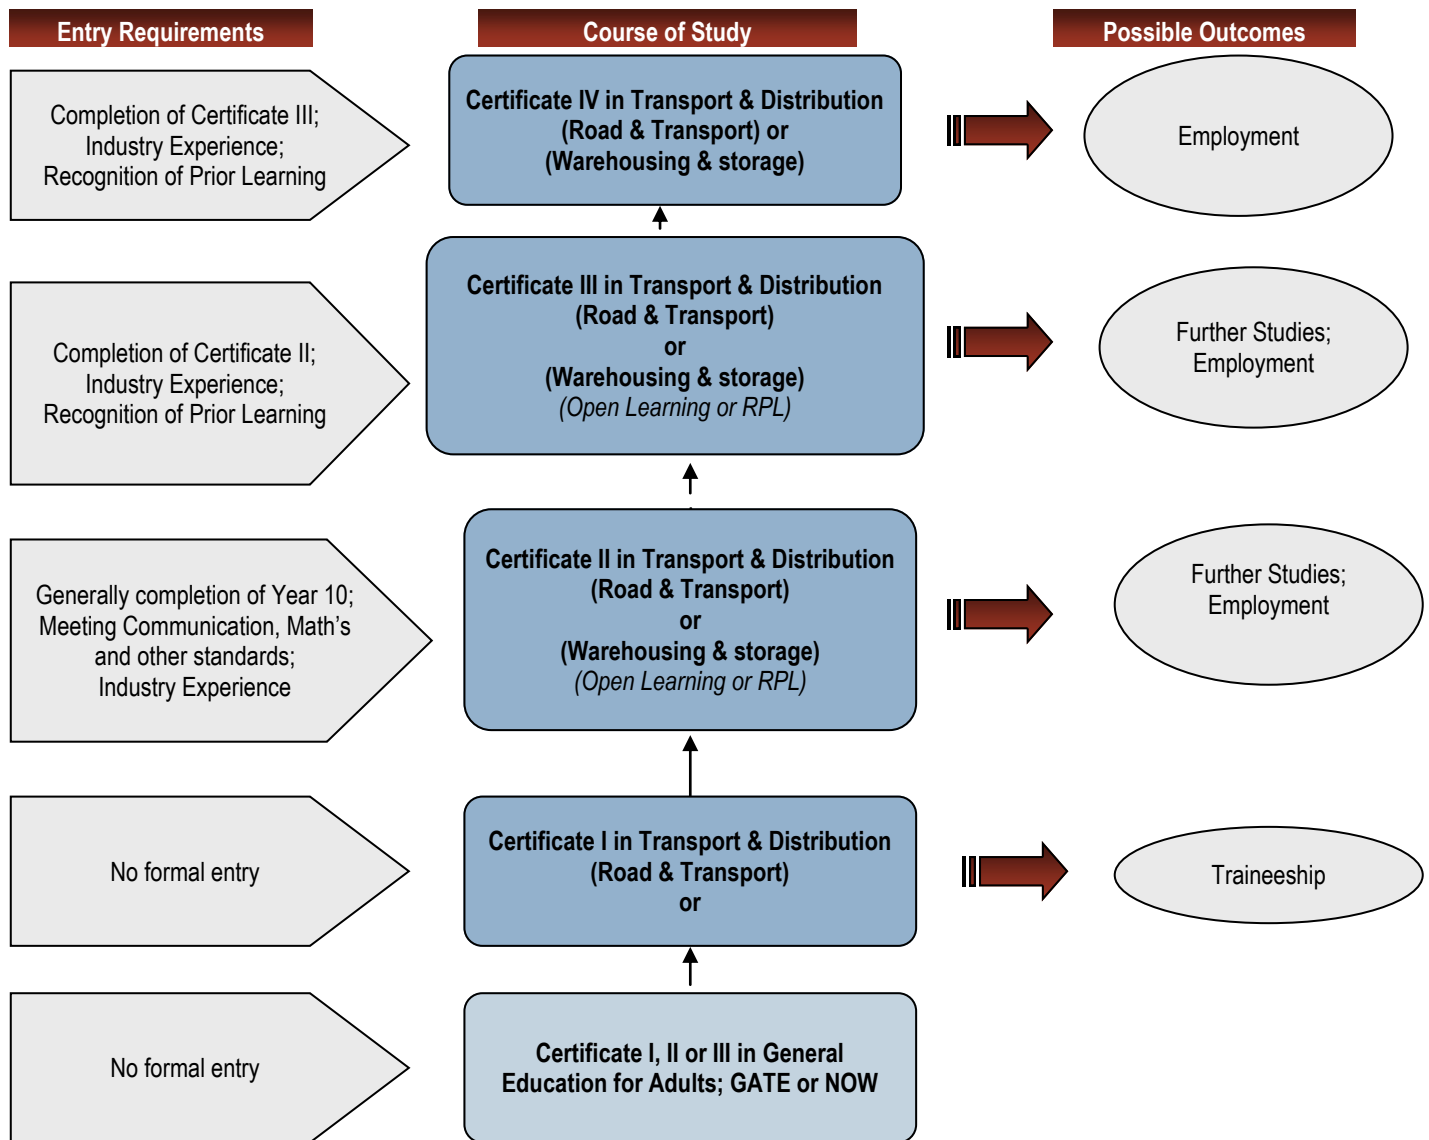 Entry Requirements
Course of Study
Possible Outcomes
Completion of Certificate III;
Industry Experience;
Recognition of Prior Learning
Certificate IV in Transport & Distribution
(Road & Transport) or
(Warehousing & storage)
Employment
Completion of Certificate II;
Industry Experience;
Recognition of Prior Learning
Certificate III in Transport & Distribution
(Road & Transport)
or
(Warehousing & storage)
(Open Learning or RPL)
Further Studies;
Employment
Generally completion of Year 10;
Meeting Communication, Math's
and other standards;
Industry Experience
Certificate II in Transport & Distribution
(Road & Transport)
or
(Warehousing & storage)
(Open Learning or RPL)
Further Studies;
Employment
No formal entry
Certificate I in Transport & Distribution
(Road & Transport)
or
Traineeship
No formal entry
Certificate I, II or III in General
Education for Adults; GATE or NOW